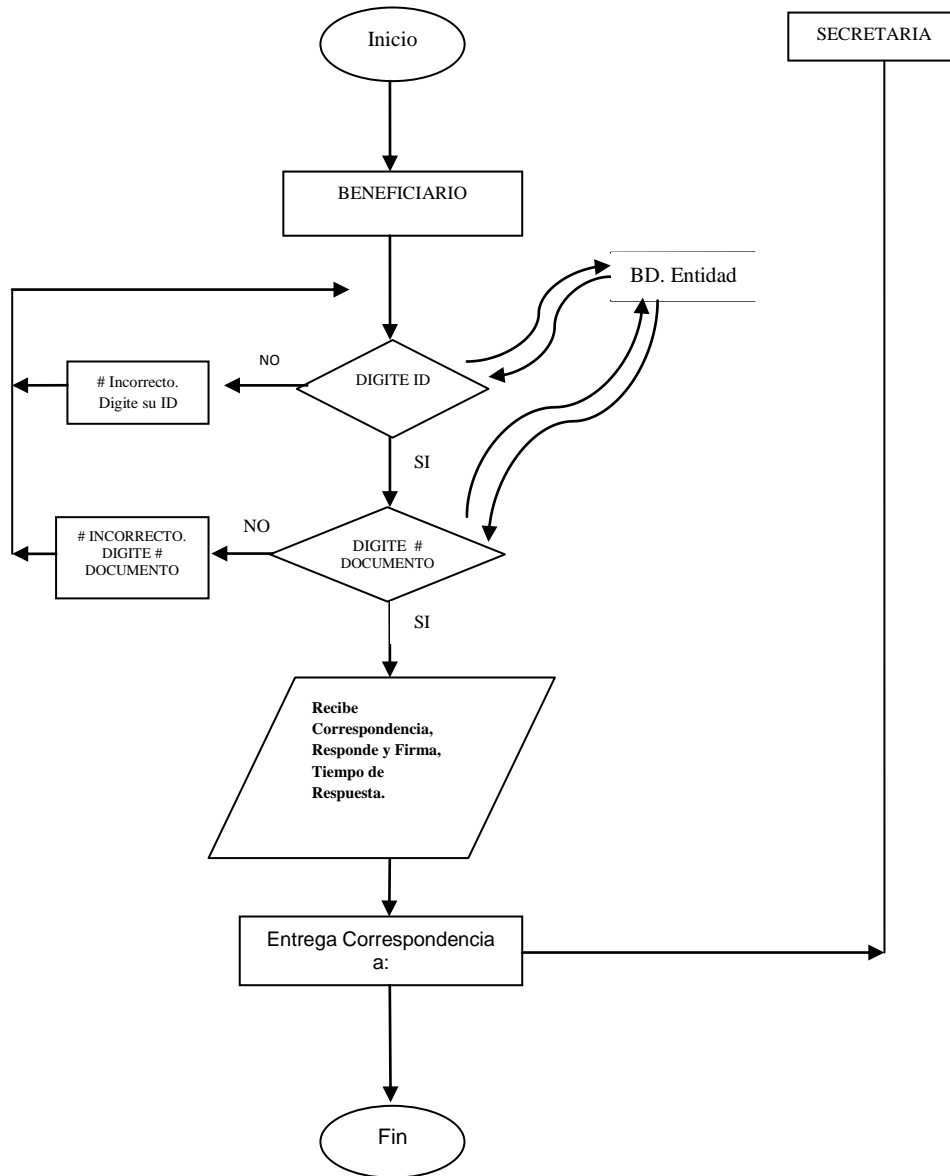 Inicio
SECRETARIA
BENEFICIARIO
BD. Entidad
NO
DIGITE ID
# Incorrecto.
Digite su ID
SI
NO
# INCORRECTO.
DIGITE #
DOCUMENTO
DIGITE #
DOCUMENTO
SI
Recibe
Correspondencia,
Responde y Firma,
Tiempo de
Respuesta.
Entrega Correspondencia
a:
Fin